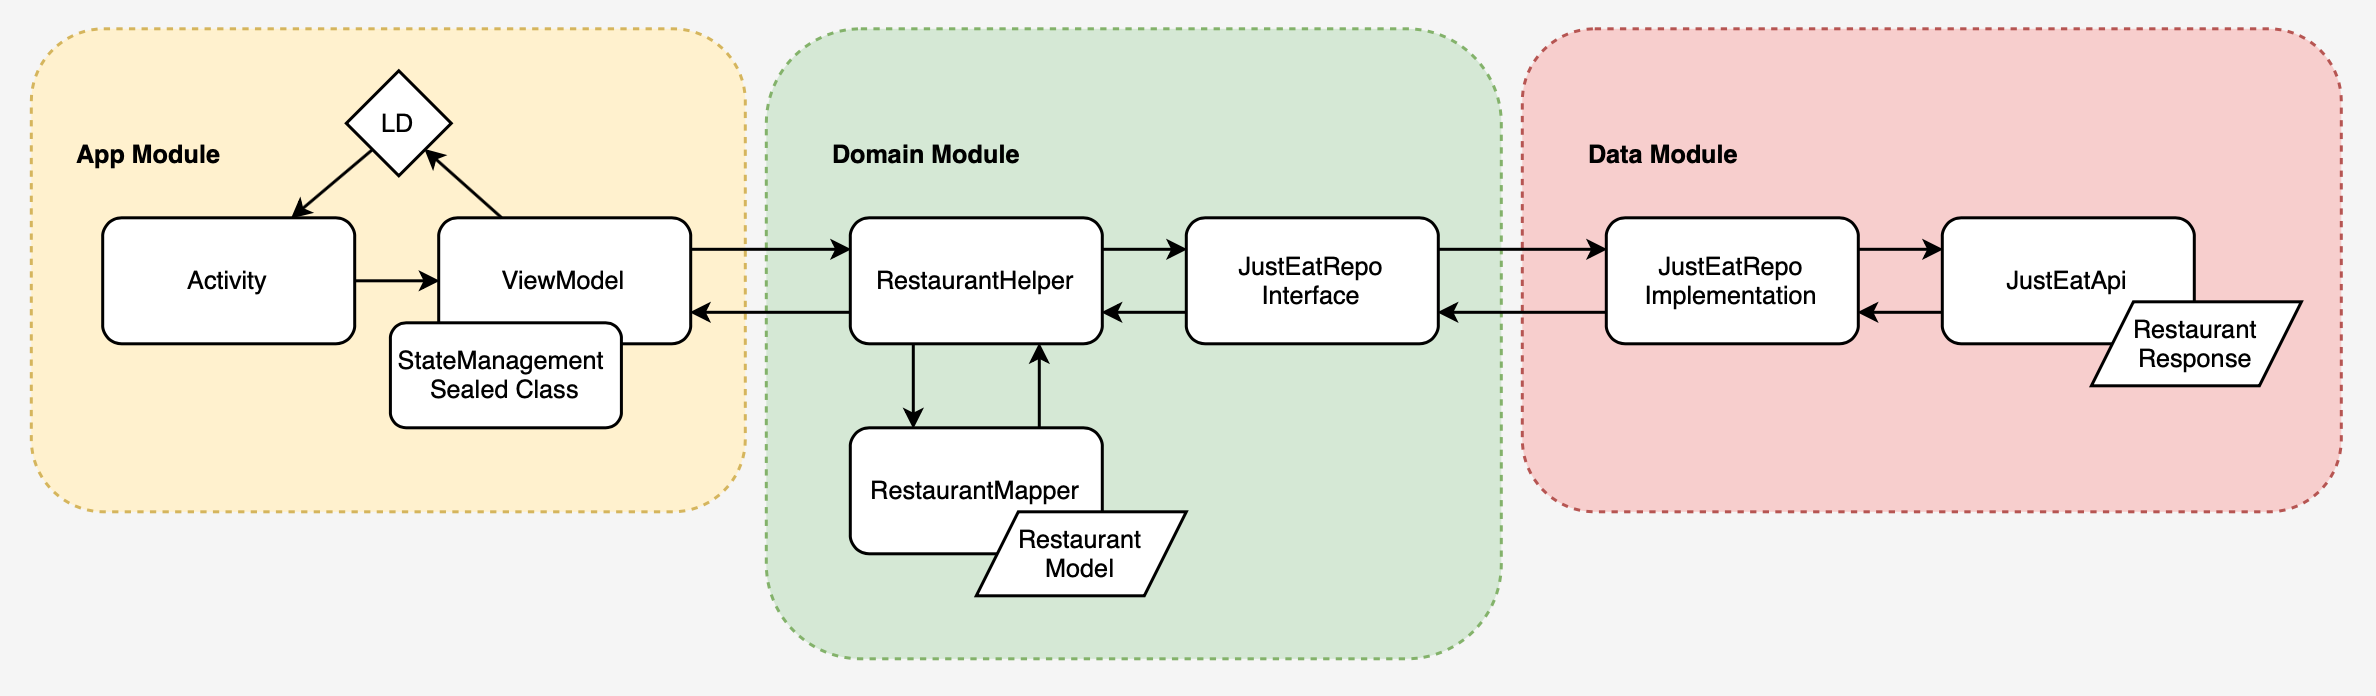 LD
App Module
Activity
ViewModel
StateManagement
Sealed Class
Domain Module
RestaurantHelper
JustEatRepo
Interface
RestaurantMapper
Restaurant
Model
Data Module
JustEatRepo
Implementation
JustEatApi
Restaurant
Response